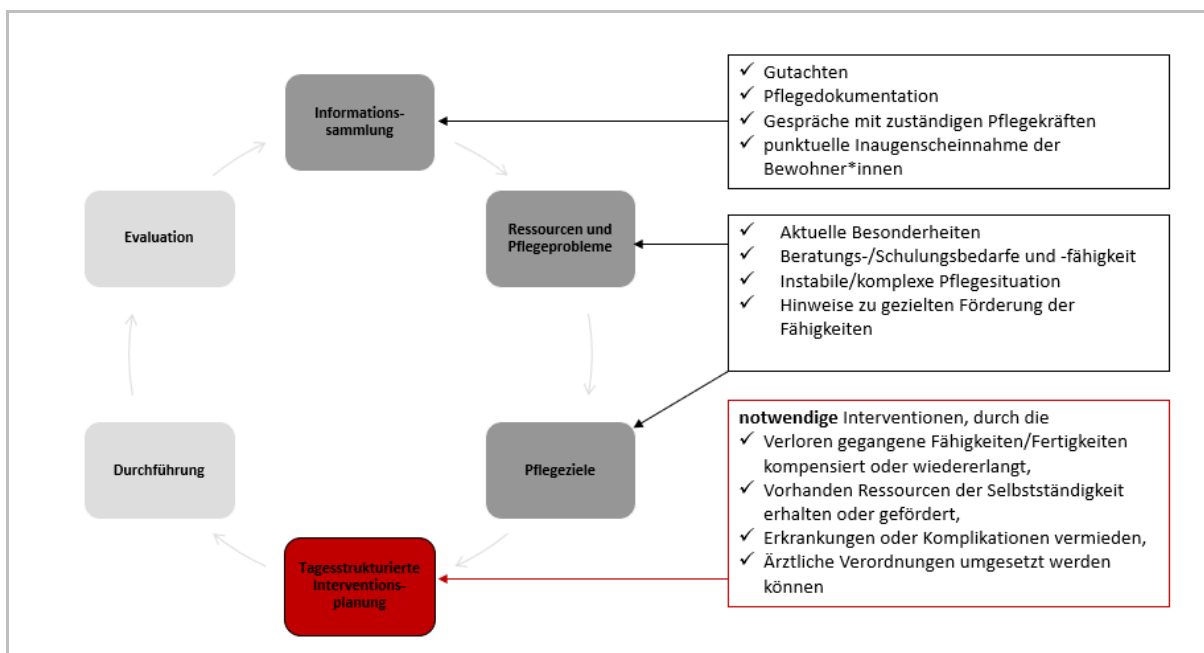 Informations-
sammlung
Ressourcen und
Pflegeprobleme
Pflegeziele
Tagesstrukturierte
Interventions-
planung
Durchführung
Evaluation
✓ Gutachten
✓ Pflegedokumentation
✓ Gespräche mit zuständigen Pflegekräften
✓ punktuelle Inaugenscheinnahme der
Bewohner*innen
✓ Aktuelle Besonderheiten
✓ Beratungs-/Schulungsbedarfe und -fähigkeit
✓ Instabile/komplexe Pflegesituation
✓ Hinweise zu gezielten Förderung der
Fähigkeiten
notwendige Interventionen, durch die
✓ Verloren gegangene Fähigkeiten/Fertigkeiten
kompensiert oder wiedererlangt,
✓ Vorhanden Ressourcen der Selbstständigkeit
erhalten oder gefördert,
✓ Erkrankungen oder Komplikationen vermieden,
✓ Ärztliche Verordnungen umgesetzt werden
können